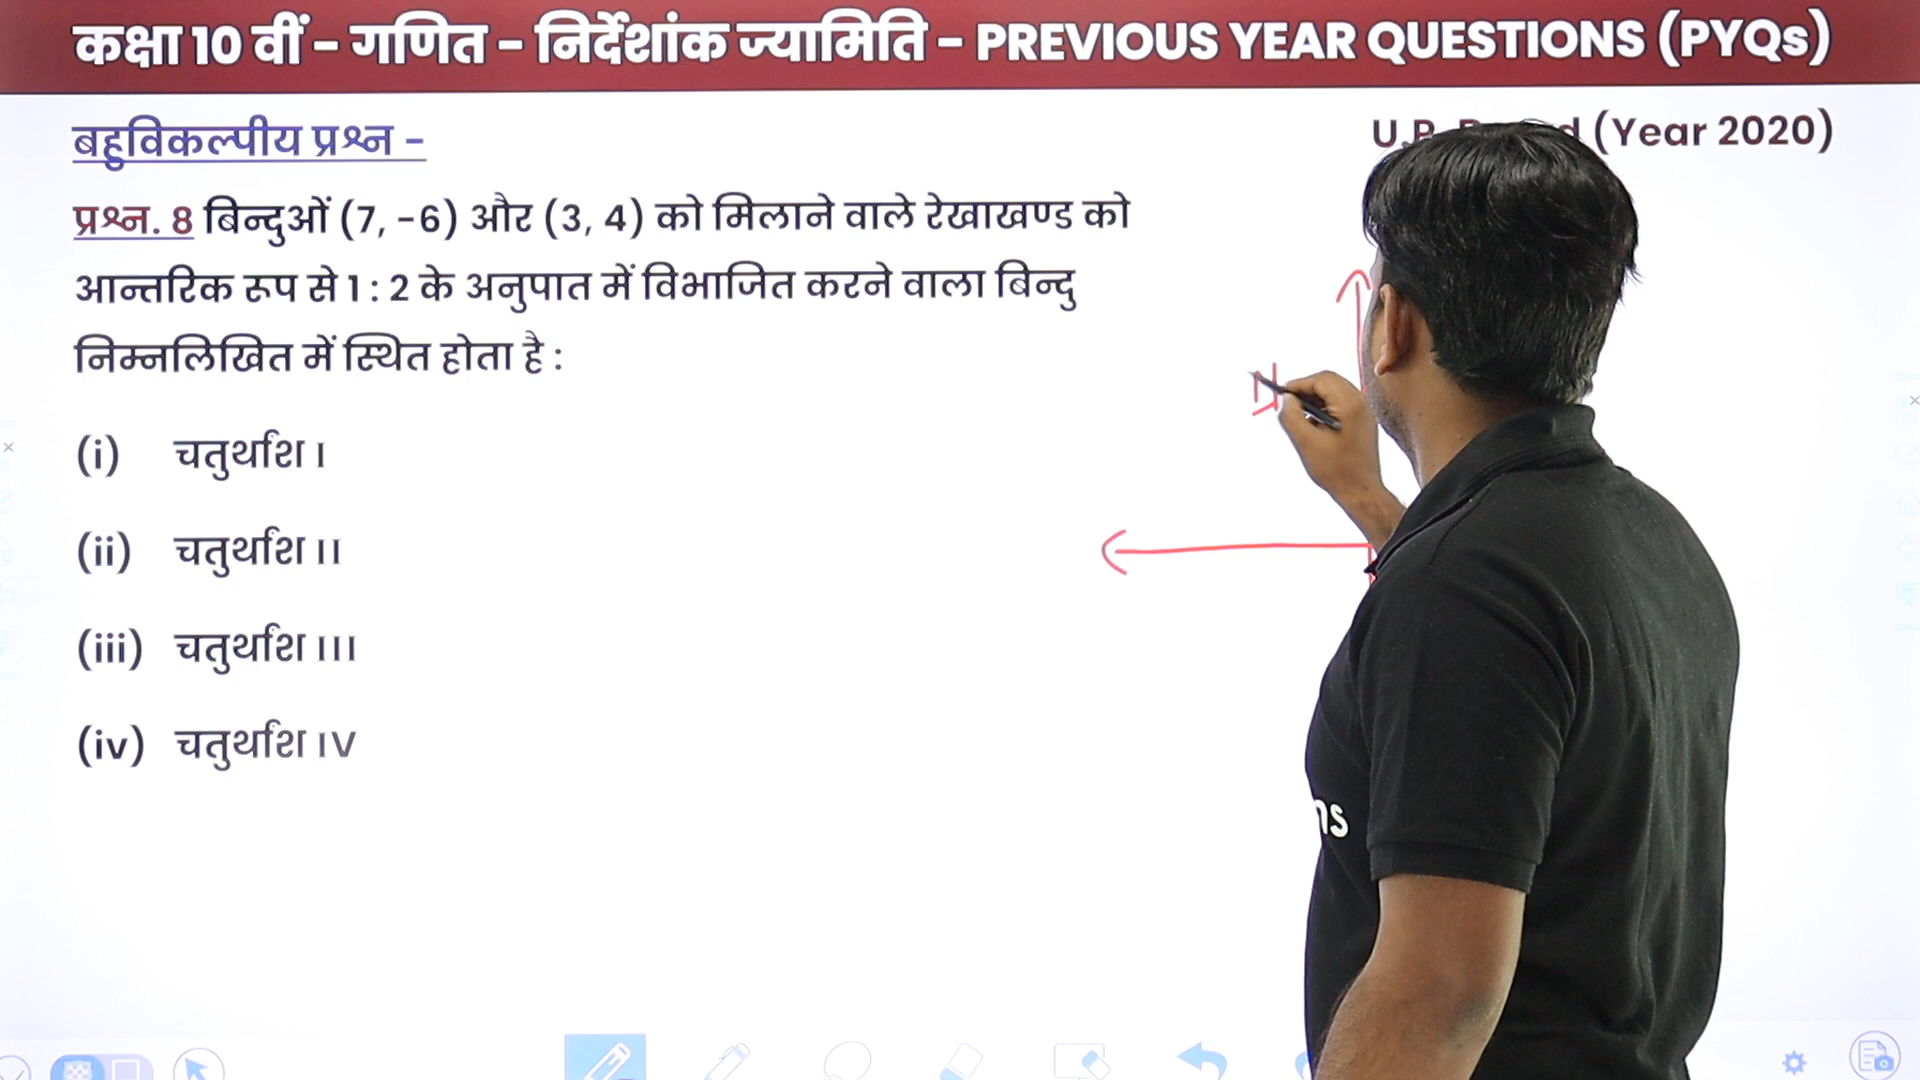 कक्षा 10 वीं – गणित – निर्देशांक ज्यामिति – PREVIOUS YEAR QUESTIONS (PYQs)
बहुविकल्पीय प्रश्न –
(Year 2020)
प्रश्न. 8 बिन्दुओं (7, -6) और (3, 4) को मिलाने वाले रेखाखण्ड को
आन्तरिक रूप से 1 : 2 के अनुपात में विभाजित करने वाला बिन्दु
निम्नलिखित में स्थित होता है :
(i) चतुर्थांश I
(ii) चतुर्थांश II
(iii) चतुर्थांश III
(iv) चतुर्थांश IV